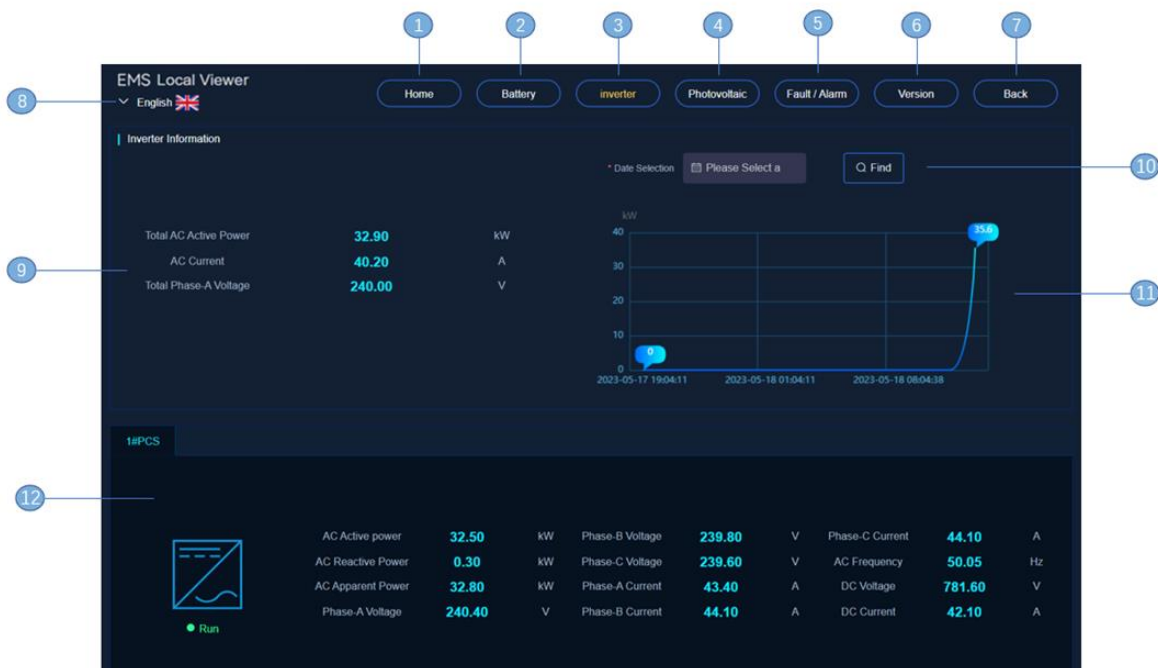 1 2 3 4 5 6 7
EMS Local Viewer
8 English
Home Battery inverter Photovoltaic Fault / Alarm Version Back
Inverter Information
* Date Selection Please Select a Find 10
kW
Total AC Active Power 32.90 kW
AC Current 40.20 A
9
Total Phase-A Voltage 240.00 V
40
30
20
10
0
35.6
0
11
2023-05-17 19:04:11 2023-05-18 01:04:11 2023-05-18 08:04:38
1#PCS
12
AC Active power 32.50 kW Phase-B Voltage 239.80 V Phase-C Current 44.10 A
AC Reactive Power 0.30 kW Phase-C Voltage 239.60 V AC Frequency 50.05 Hz
AC Apparent Power 32.80 kW Phase-A Current 43.40 A DC Voltage 781.60 V
Phase-A Voltage 240.40 V Phase-B Current 44.10 A DC Current 42.10 A
Run